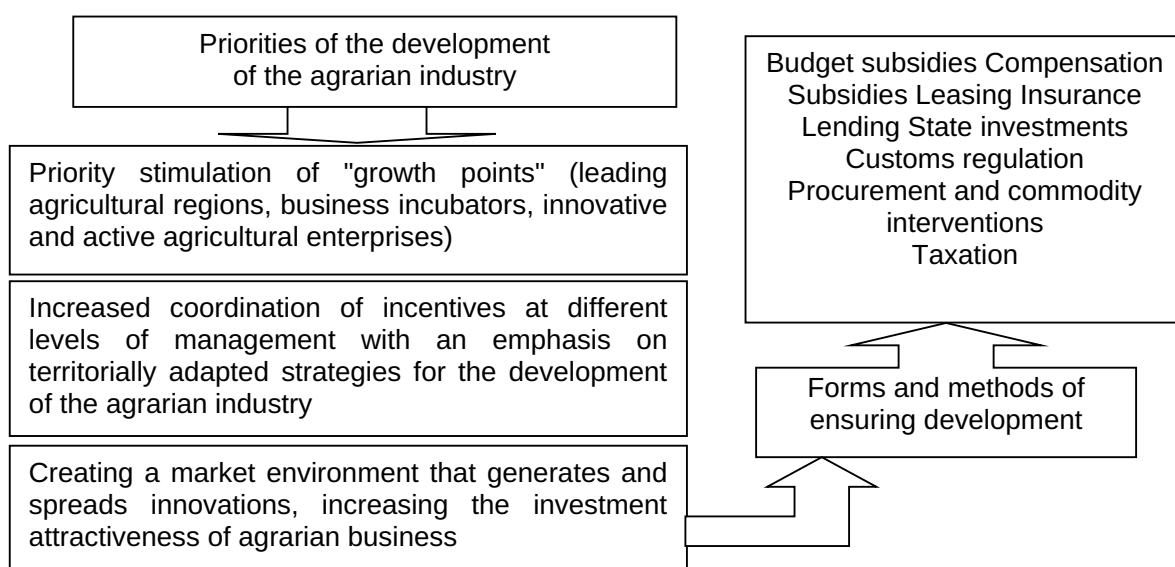 Priorities of the development
of the agrarian industry
Priority stimulation of "growth points" (leading
agricultural regions, business incubators, innovative
and active agricultural enterprises)
Increased coordination of incentives at different
levels of management with an emphasis on
territorially adapted strategies for the development
of the agrarian industry
Creating a market environment that generates and
spreads innovations, increasing the investment
attractiveness of agrarian business
Forms and methods of
ensuring development
Budget subsidies Compensation
Subsidies Leasing Insurance
Lending State investments
Customs regulation
Procurement and commodity
interventions
Taxation